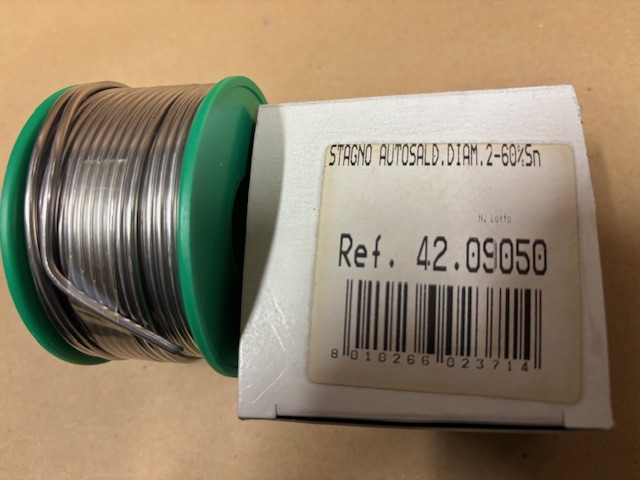 STAGNO AUTOSALD.DIAM.2-60%Sn
N. Lotto
Ref. 42.09050
8 010266 023714